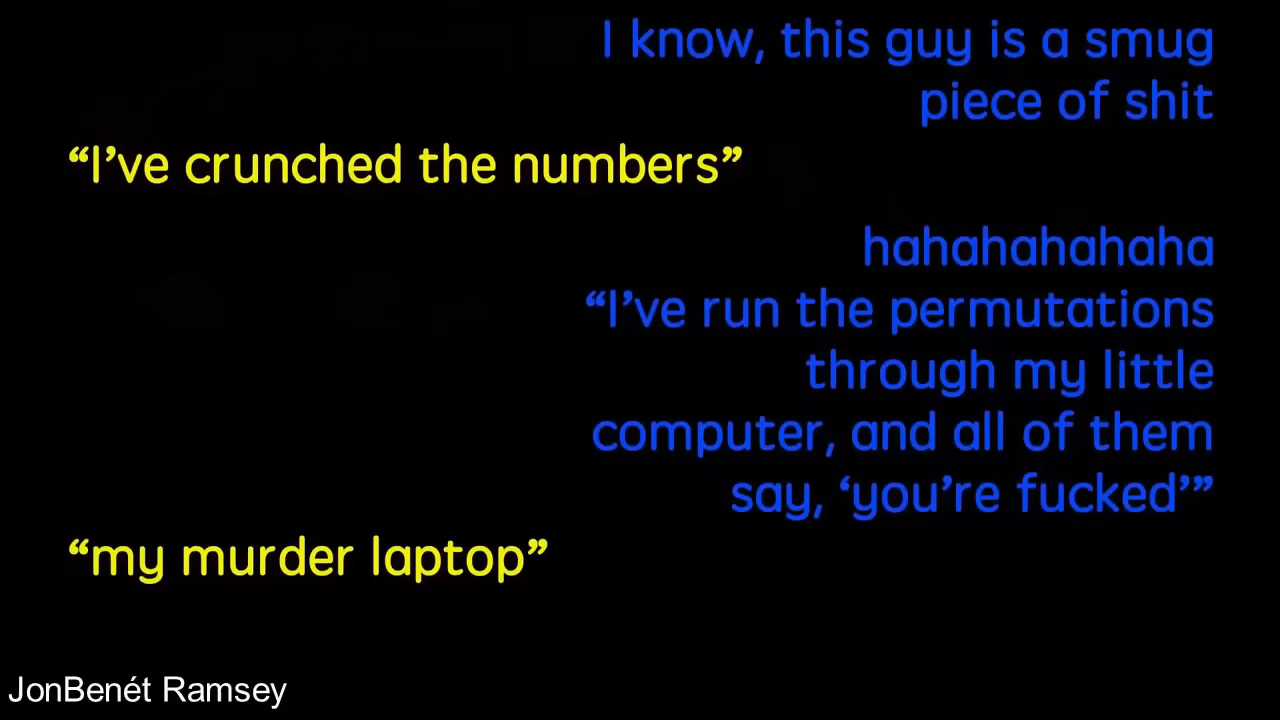 I know, this guy is a smug
piece of shit
“I’ve crunched the numbers”
hahahahahaha
“I’ve run the permutations
through my little
computer, and all of them
say, ‘you’re fucked’”
“my murder laptop”
JonBenét Ramsey